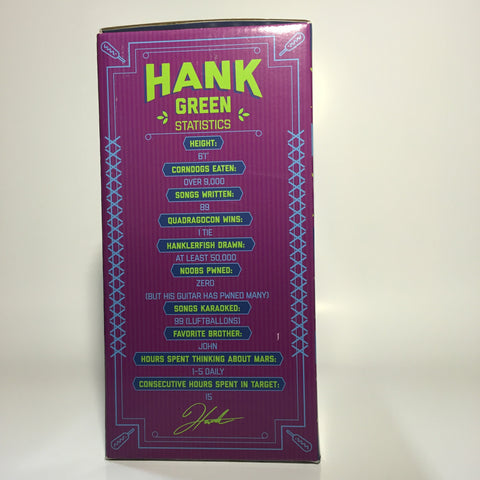 HANK
GREEN
STATISTICS
HEIGHT:
6'1"
CORNDOGS EATEN:
OVER 9,000
SONGS WRITTEN:
89
QUADRAGOCON WINS:
1 TIE
HANKLERFISH DRAWN:
AT LEAST 50,000
NOOBS PWNED:
ZERO
(BUT HIS GUITAR HAS PWNED MANY)
SONGS KARAOKED:
99 (LUFTBALLONS)
FAVORITE BROTHER:
JOHN
HOURS SPENT THINKING ABOUT MARS:
1-5 DAILY
CONSECUTIVE HOURS SPENT IN TARGET:
15
Hank